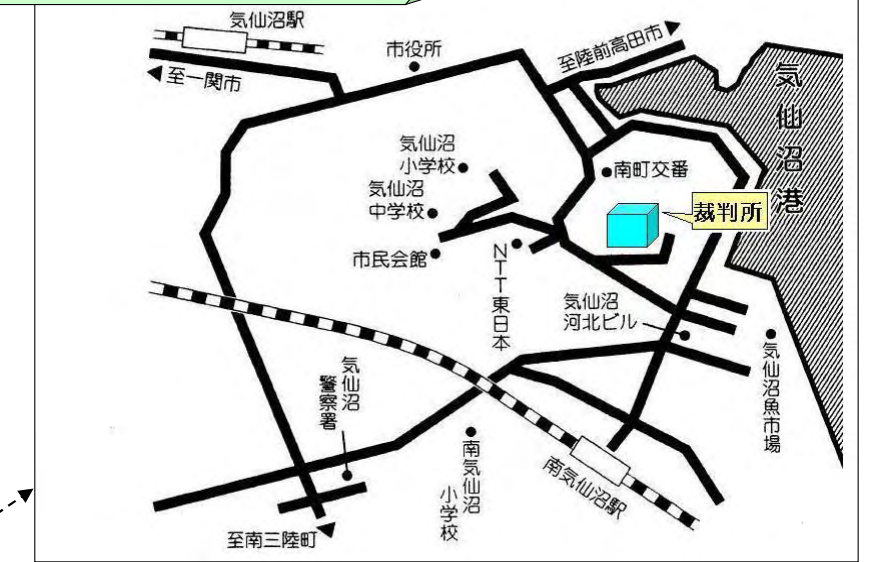 気仙沼駅
至一関市
市役所
至陸前高田市
気仙沼港
気仙沼
小学校
南町交番
気仙沼
中学校
裁判所
市民会館
NTT東日本
気仙沼
河北ビル
気仙沼魚市場
気仙沼
警察署
南気仙沼
小学校
南気仙沼駅
至南三陸町